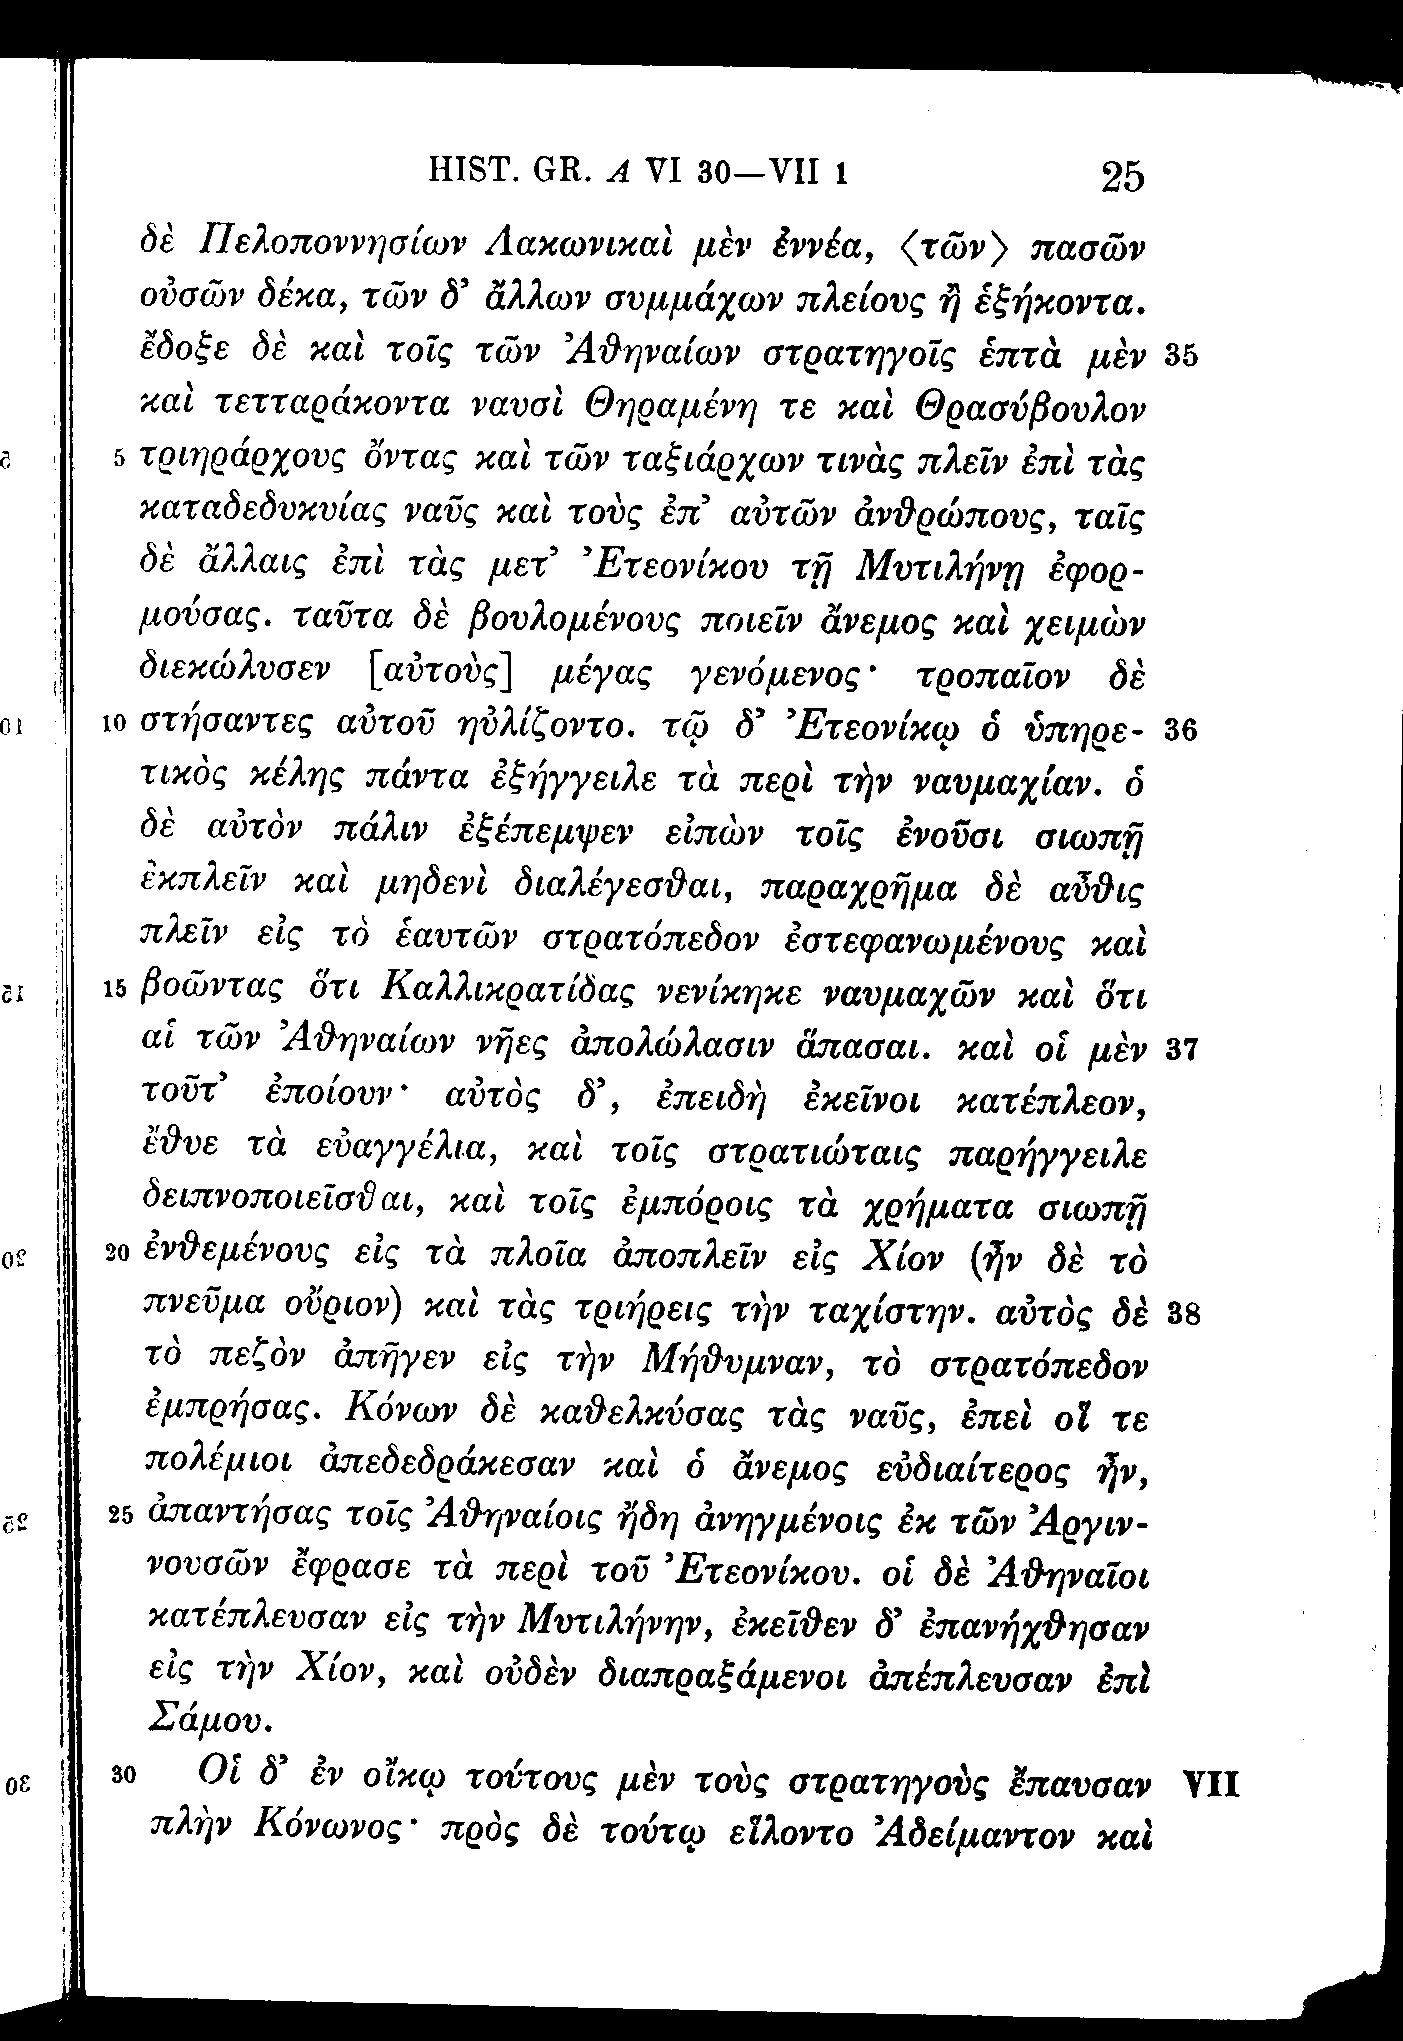 HIST. GR. A VI 30—VII 1 25
δὲ Πελοποννησίων Λακωνικαὶ μὲν ἐννέα, ⟨τῶν⟩ πασῶν
οὐσῶν δέκα, τῶν δ’ ἄλλων συμμάχων πλείους ἢ ἑξήκοντα.
ἔδοξε δὲ καὶ τοῖς τῶν Ἀϑηναίων στρατηγοῖς ἑπτὰ μὲν 35
καὶ τετταράκοντα ναυσὶ Θηραμένη τε καὶ Θρασύβουλον
5 τριηράρχους ὄντας καὶ τῶν ταξιάρχων τινὰς πλεῖν ἐπὶ τὰς
καταδεδυκυίας ναῦς καὶ τοὺς ἐπ’ αὐτῶν ἀνϑρώπους, ταῖς
δὲ ἄλλαις ἐπὶ τὰς μετ’ Ἐτεονίκου τῇ Μυτιλήνῃ ἐφορ-
μούσας. ταῦτα δὲ βουλομένους ποιεῖν ἄνεμος καὶ χειμὼν
διεκώλυσεν [αὐτοὺς] μέγας γενόμενος· τροπαῖον δὲ
10 στήσαντες αὐτοῦ ηὐλίζοντο. τῷ δ’ Ἐτεονίκῳ ὁ ὑπηρε- 36
τικὸς κέλης πάντα ἐξήγγειλε τὰ περὶ τὴν ναυμαχίαν. ὁ
δὲ αὐτὸν πάλιν ἐξέπεμψεν εἰπὼν τοῖς ἐνοῦσι σιωπῇ
ἐκπλεῖν καὶ μηδενὶ διαλέγεσϑαι, παραχρῆμα δὲ αὖϑις
πλεῖν εἰς τὸ ἑαυτῶν στρατόπεδον ἐστεφανωμένους καὶ
15 βοῶντας ὅτι Καλλικρατίδας νενίκηκε ναυμαχῶν καὶ ὅτι
αἱ τῶν Ἀϑηναίων νῆες ἀπολώλασιν ἅπασαι. καὶ οἱ μὲν 37
τοῦτ’ ἐποίουν· αὐτὸς δ’, ἐπειδὴ ἐκεῖνοι κατέπλεον,
ἔϑυε τὰ εὐαγγέλια, καὶ τοῖς στρατιώταις παρήγγειλε
δειπνοποιεῖσϑαι, καὶ τοῖς ἐμπόροις τὰ χρήματα σιωπῇ
20 ἐνϑεμένους εἰς τὰ πλοῖα ἀποπλεῖν εἰς Χίον (ἦν δὲ τὸ
πνεῦμα οὔριον) καὶ τὰς τριήρεις τὴν ταχίστην. αὐτὸς δὲ 38
τὸ πεζὸν ἀπῆγεν εἰς τὴν Μήϑυμναν, τὸ στρατόπεδον
ἐμπρήσας. Κόνων δὲ καϑελκύσας τὰς ναῦς, ἐπεὶ οἵ τε
πολέμιοι ἀπεδεδράκεσαν καὶ ὁ ἄνεμος εὐδιαίτερος ἦν,
25 ἀπαντήσας τοῖς Ἀϑηναίοις ἤδη ἀνηγμένοις ἐκ τῶν Ἀργιν-
νουσῶν ἔφρασε τὰ περὶ τοῦ Ἐτεονίκου. οἱ δὲ Ἀϑηναῖοι
κατέπλευσαν εἰς τὴν Μυτιλήνην, ἐκεῖϑεν δ’ ἐπανήχϑησαν
εἰς τὴν Χίον, καὶ οὐδὲν διαπραξάμενοι ἀπέπλευσαν ἐπὶ
Σάμου.
30 Οἱ δ’ ἐν οἴκῳ τούτους μὲν τοὺς στρατηγοὺς ἔπαυσαν VII
πλὴν Κόνωνος· πρὸς δὲ τούτῳ εἵλοντο Ἀδείμαντον καὶ